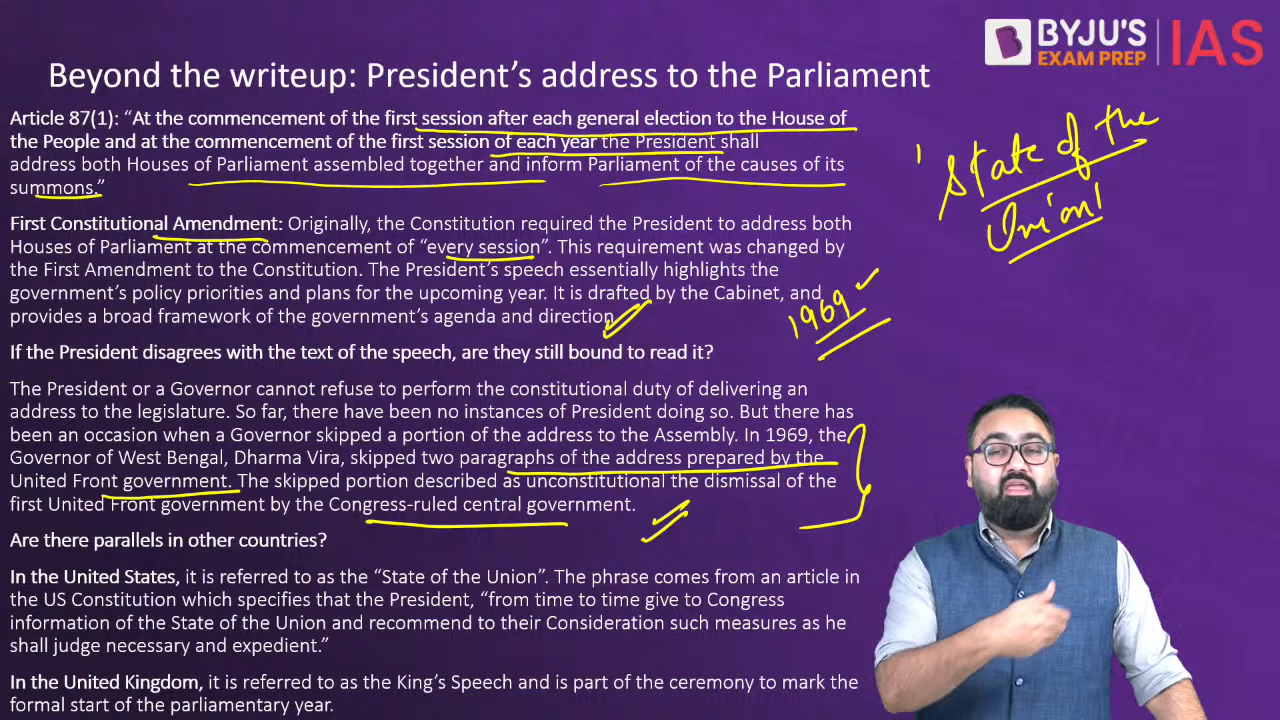 BYJU'S
EXAM PREP
IAS
Beyond the writeup: President's address to the Parliament
Article 87(1): “At the commencement of the first session after each general election to the House of
the People and at the commencement of the first session of each year the President shall
address both Houses of Parliament assembled together and inform Parliament of the causes of its
summons.”
First Constitutional Amendment: Originally, the Constitution required the President to address both
Houses of Parliament at the commencement of “every session”. This requirement was changed by
the First Amendment to the Constitution. The President's speech essentially highlights the
government's policy priorities and plans for the upcoming year. It is drafted by the Cabinet, and
provides a broad framework of the government's agenda and direction
If the President disagrees with the text of the speech, are they still bound to read it?
The President or a Governor cannot refuse to perform the constitutional duty of delivering an
address to the legislature. So far, there have been no instances of President doing so. But there has
been an occasion when a Governor skipped a portion of the address to the Assembly. In 1969, the
Governor of West Bengal, Dharma Vira, skipped two paragraphs of the address prepared by the
United Front government. The skipped portion described as unconstitutional the dismissal of the
first United Front government by the Congress-ruled central government.
Are there parallels in other countries?
In the United States, it is referred to as the “State of the Union”. The phrase comes from an article in
the US Constitution which specifies that the President, “from time to time give to Congress
information of the State of the Union and recommend to their Consideration such measures as he
shall judge necessary and expedient.”
In the United Kingdom, it is referred to as the King's Speech and is part of the ceremony to mark the
formal start of the parliamentary year.
'State of the
Union'
1969